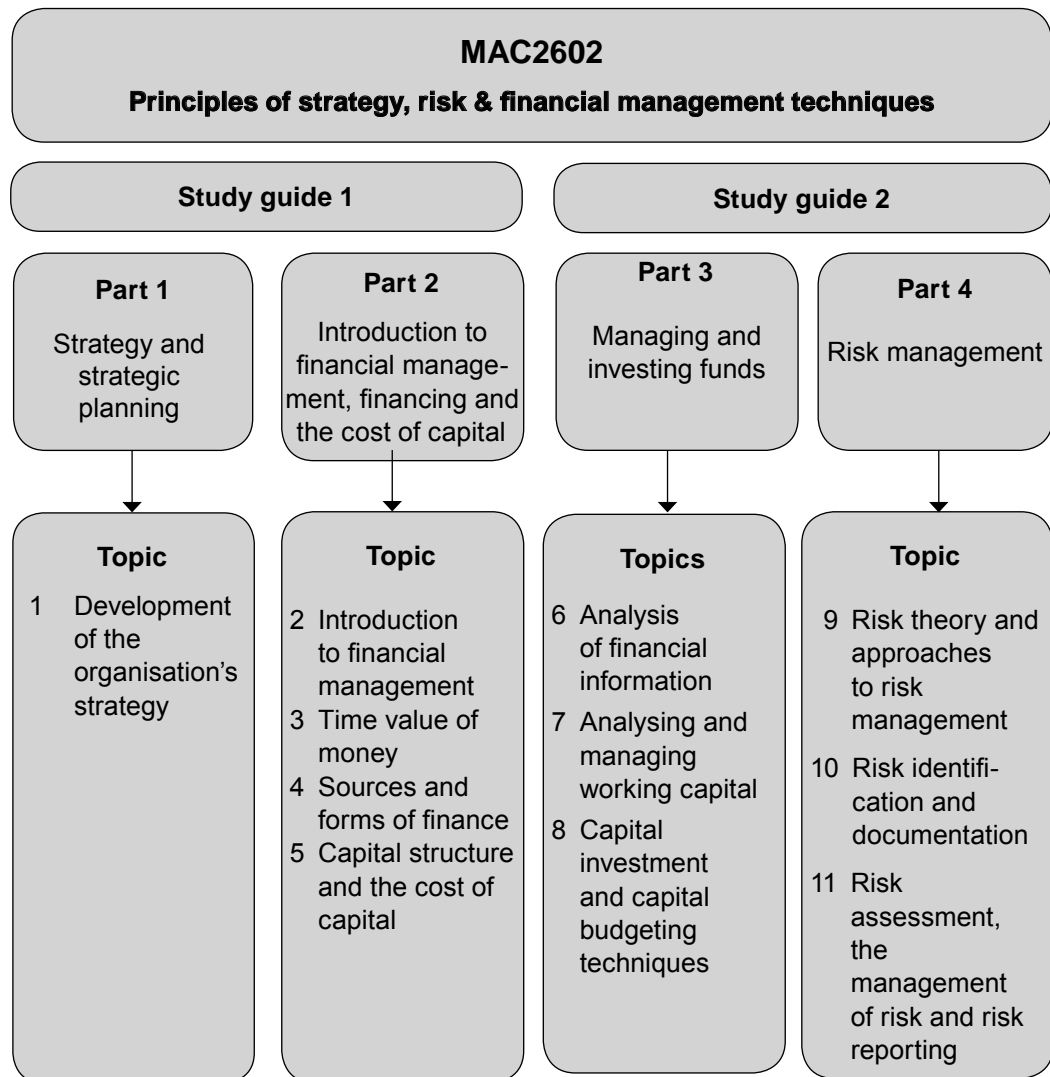 MAC2602
Principles of strategy, risk & financial management techniques
Study guide 1
Study guide 2
Part 1
Strategy and
strategic
planning
Part 2
Introduction to
financial manage-
ment, financing and
the cost of capital
Part 3
Managing and
investing funds
Part 4
Risk management
Topic
1 Development
of the
organisation's
strategy
Topic
2 Introduction
to financial
management
3 Time value of
money
4 Sources and
forms of finance
5 Capital structure
and the cost of
capital
Topics
6 Analysis
of financial
information
7 Analysing and
managing
working capital
8 Capital
investment
and capital
budgeting
techniques
Topic
9 Risk theory and
approaches
to risk
management
10 Risk identifi-
cation and
documentation
11 Risk
assessment,
the
management
of risk and risk
reporting